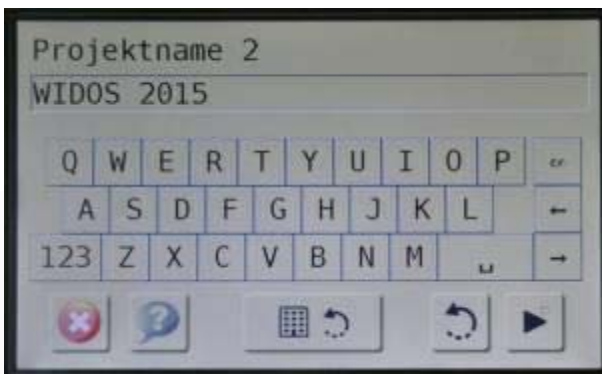 Projektname 2
WIDOS 2015
Q W E R T Y U I O P
A S D F G H J K L ←
123 Z X C V B N M ␣ →
?